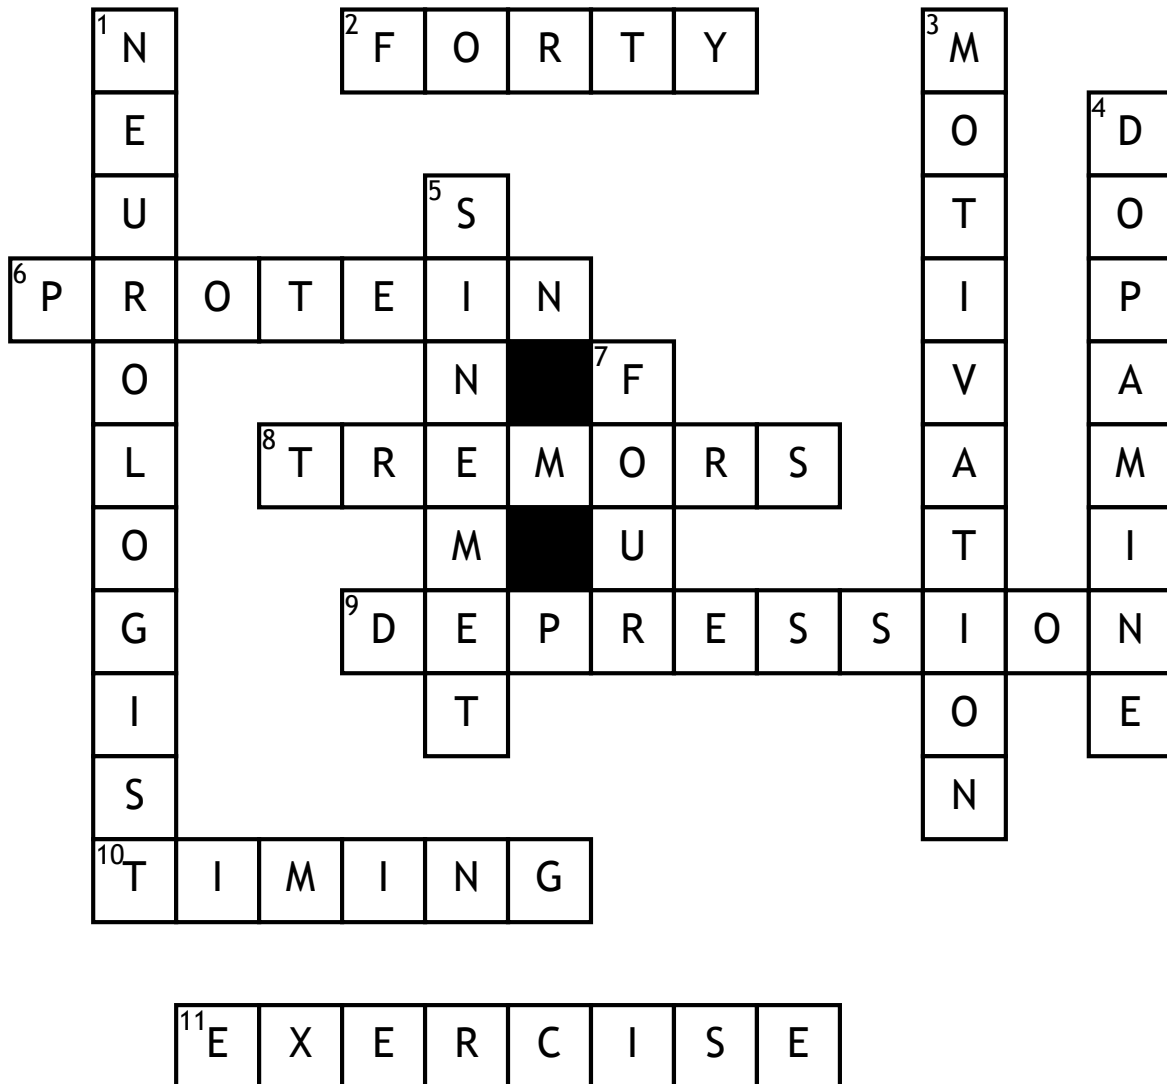 1 N 2 F O R T Y 3 M
E O 4 D
U 5 S T O
6 P R O T E I N I P
O N 7 F V A
L 8 T R E M O R S A M
O M U T I
G 9 D E P R E S S I O N
I T O E
S N
10 T I M I N G
11 E X E R C I S E